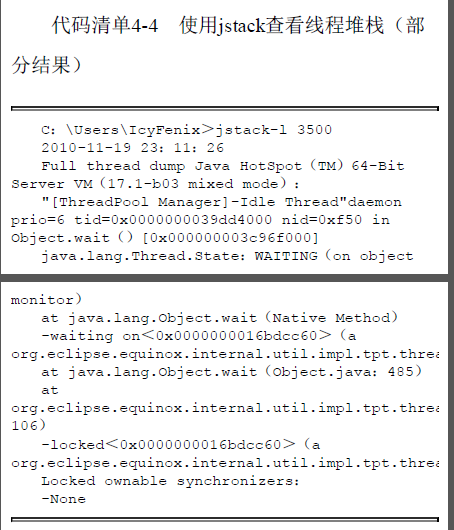 代码清单4-4 使用jstack查看线程堆栈（部
分结果）
C：\Users\IcyFenix＞jstack-l 3500
2010-11-19 23：11：26
Full thread dump Java HotSpot（TM）64-Bit
Server VM（17.1-b03 mixed mode）：
"[ThreadPool Manager]-Idle Thread"daemon
prio=6 tid=0x0000000039dd4000 nid=0xf50 in
Object.wait（）[0x000000003c96f000]
java.lang.Thread.State：WAITING（on object
monitor）
at java.lang.Object.wait（Native Method）
-waiting on＜0x0000000016bdcc60＞（a
org.eclipse.equinox.internal.util.impl.tpt.threa
at java.lang.Object.wait（Object.java：485）
at
org.eclipse.equinox.internal.util.impl.tpt.threa
106）
-locked＜0x0000000016bdcc60＞（a
org.eclipse.equinox.internal.util.impl.tpt.threa
Locked ownable synchronizers：
-None